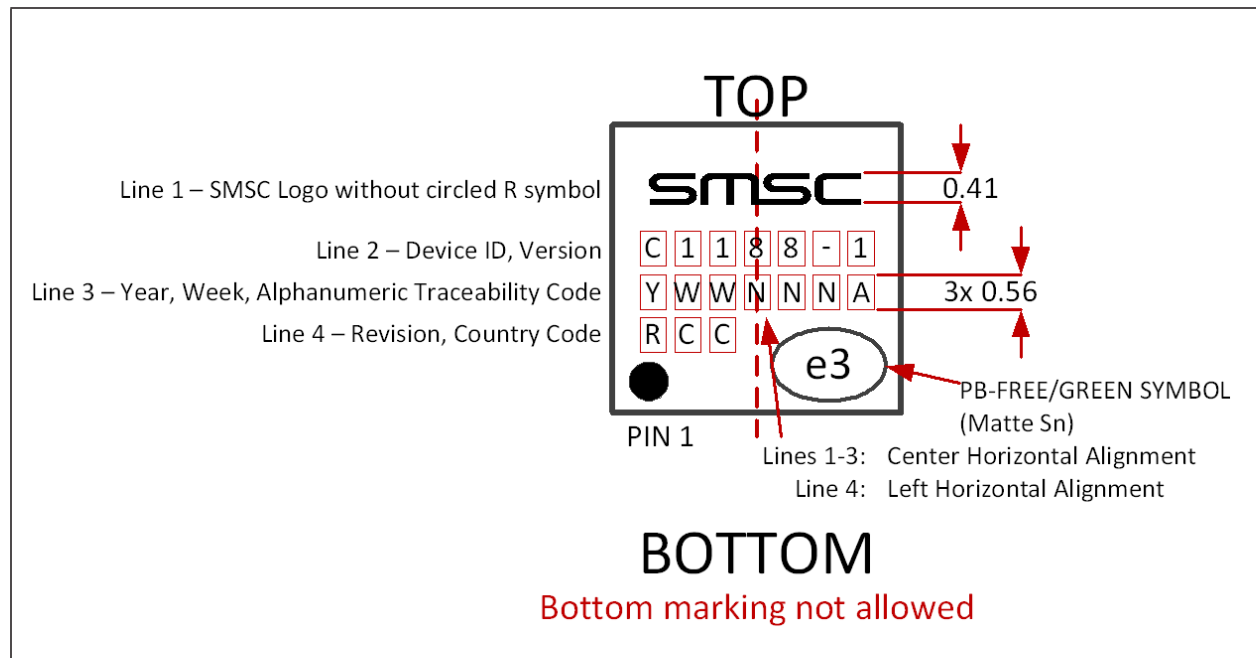 TOP
Line 1 – SMSC Logo without circled R symbol
SMSC
0.41
Line 2 – Device ID, Version
C 1 1 8 8 - 1
Line 3 – Year, Week, Alphanumeric Traceability Code
Y W W N N N A
3x 0.56
Line 4 – Revision, Country Code
R C C
e3
PB-FREE/GREEN SYMBOL
(Matte Sn)
PIN 1
Lines 1-3: Center Horizontal Alignment
Line 4: Left Horizontal Alignment
BOTTOM
Bottom marking not allowed